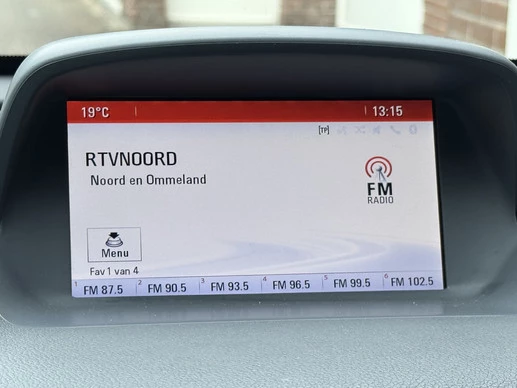 19°C 13:15
[TP]
RTVNOORD
Noord en Ommeland
FM
RADIO
Menu
Fav 1 van 4
1 FM 87.5 2 FM 90.5 3 FM 93.5 4 FM 96.5 5 FM 99.5 6 FM 102.5